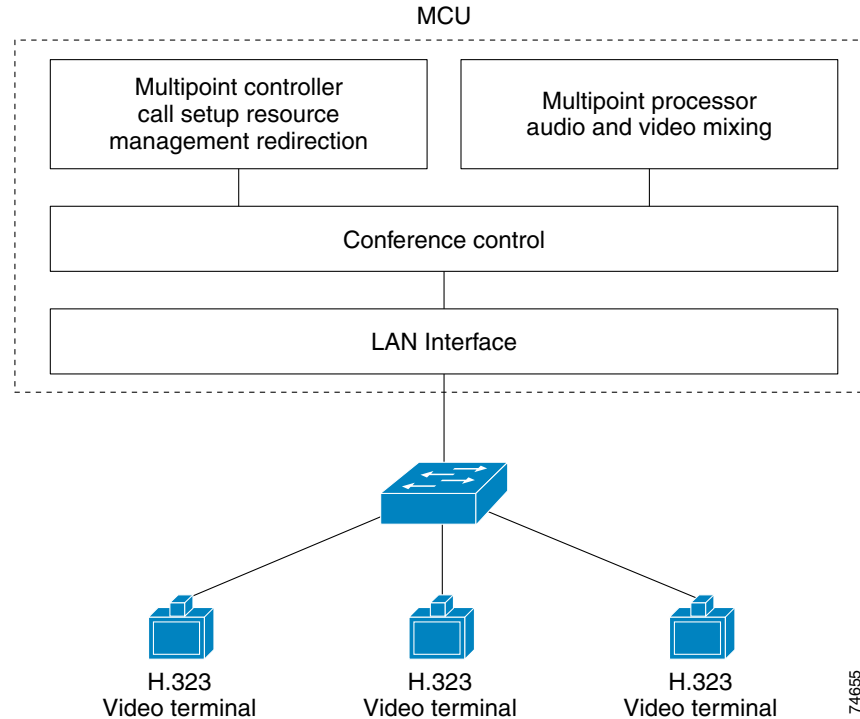 MCU
Multipoint controller
call setup resource
management redirection
Multipoint processor
audio and video mixing
Conference control
LAN Interface
H.323
Video terminal
H.323
Video terminal
H.323
Video terminal
74655